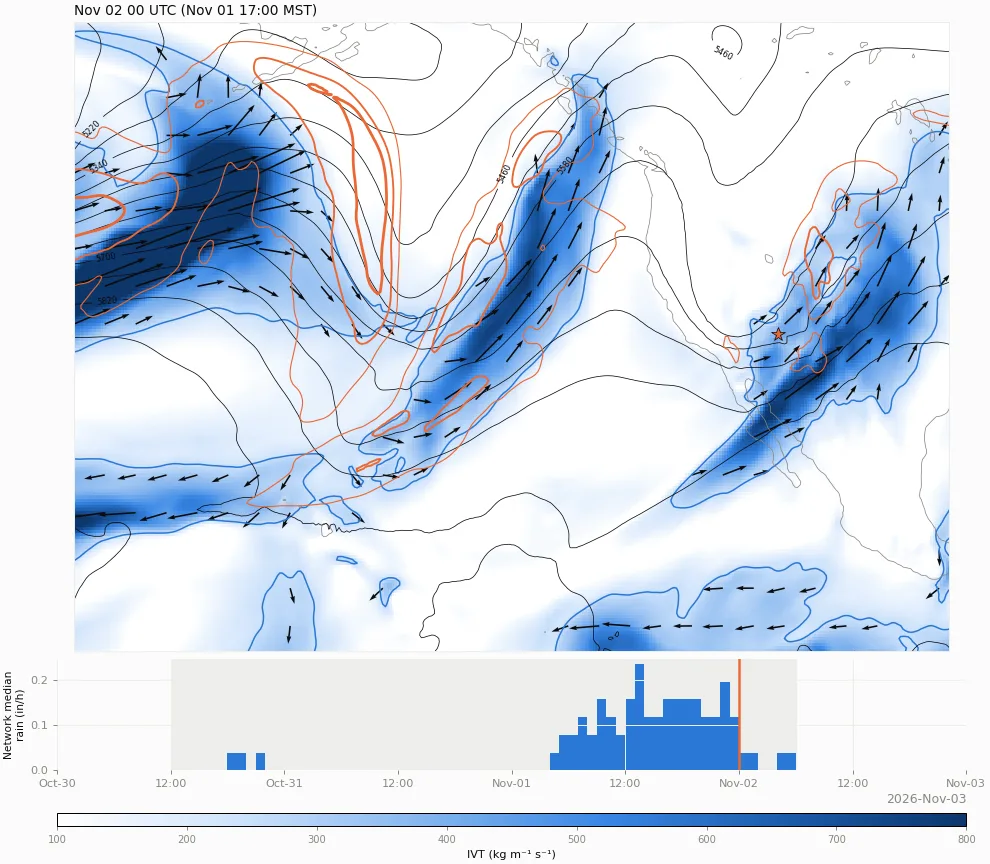 Nov 02 00 UTC (Nov 01 17:00 MST)
5460
5220
5340
5460
5580
5700
5820
Network median
rain (in/h)
0.2
0.1
0.0
Oct-30
12:00
Oct-31
12:00
Nov-01
12:00
Nov-02
12:00
Nov-03
2026-Nov-03
100
200
300
400
500
600
700
800
IVT (kg m⁻¹ s⁻¹)